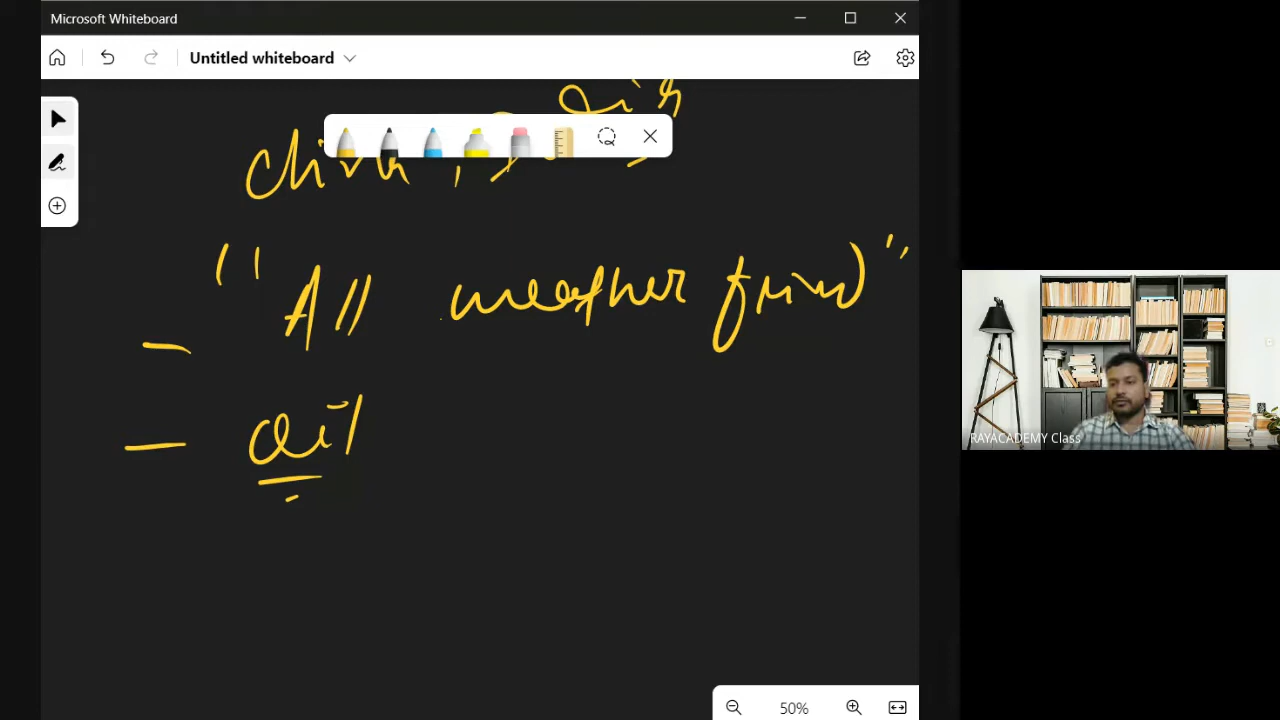 Microsoft Whiteboard
Untitled whiteboard
China,
"All weather friend"
— Oil
RAYACADEMY Class
50%